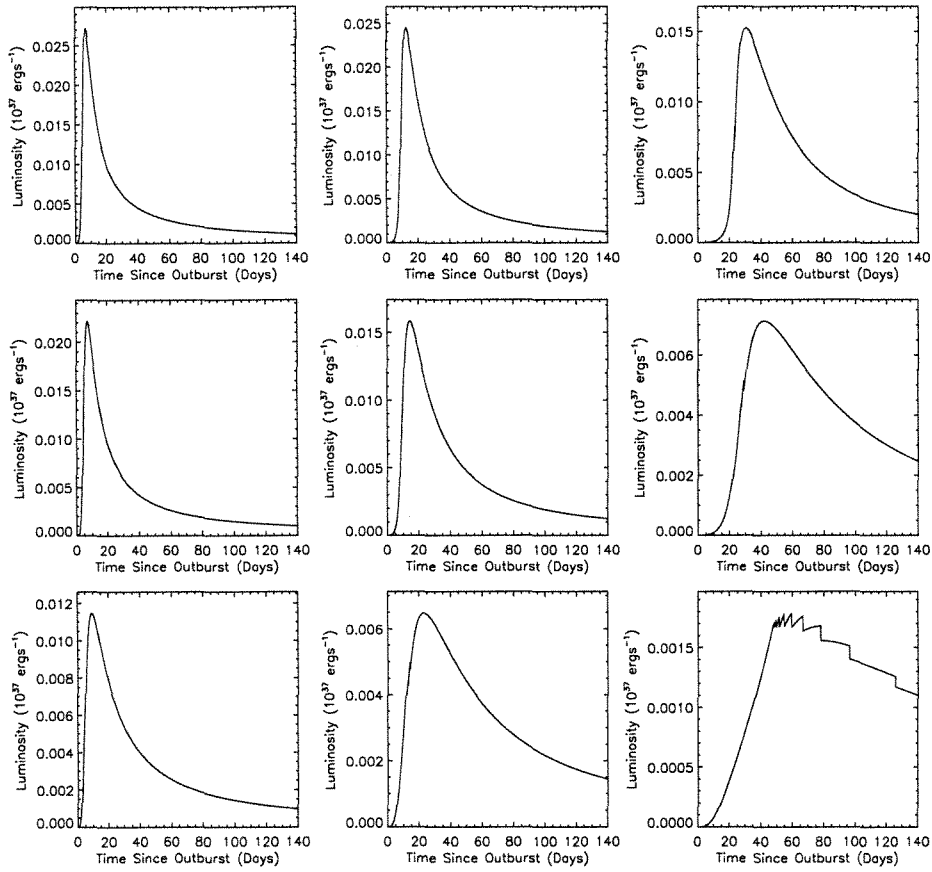 Luminosity (10³⁷ ergs⁻¹)
0.025
0.020
0.015
0.010
0.005
0.000
0 20 40 60 80 100 120 140
Time Since Outburst (Days)
Luminosity (10³⁷ ergs⁻¹)
0.025
0.020
0.015
0.010
0.005
0.000
0 20 40 60 80 100 120 140
Time Since Outburst (Days)
Luminosity (10³⁷ ergs⁻¹)
0.015
0.010
0.005
0.000
0 20 40 60 80 100 120 140
Time Since Outburst (Days)
Luminosity (10³⁷ ergs⁻¹)
0.020
0.015
0.010
0.005
0.000
0 20 40 60 80 100 120 140
Time Since Outburst (Days)
Luminosity (10³⁷ ergs⁻¹)
0.015
0.010
0.005
0.000
0 20 40 60 80 100 120 140
Time Since Outburst (Days)
Luminosity (10³⁷ ergs⁻¹)
0.006
0.004
0.002
0.000
0 20 40 60 80 100 120 140
Time Since Outburst (Days)
Luminosity (10³⁷ ergs⁻¹)
0.012
0.010
0.008
0.006
0.004
0.002
0.000
0 20 40 60 80 100 120 140
Time Since Outburst (Days)
Luminosity (10³⁷ ergs⁻¹)
0.006
0.004
0.002
0.000
0 20 40 60 80 100 120 140
Time Since Outburst (Days)
Luminosity (10³⁷ ergs⁻¹)
0.0015
0.0010
0.0005
0.0000
0 20 40 60 80 100 120 140
Time Since Outburst (Days)